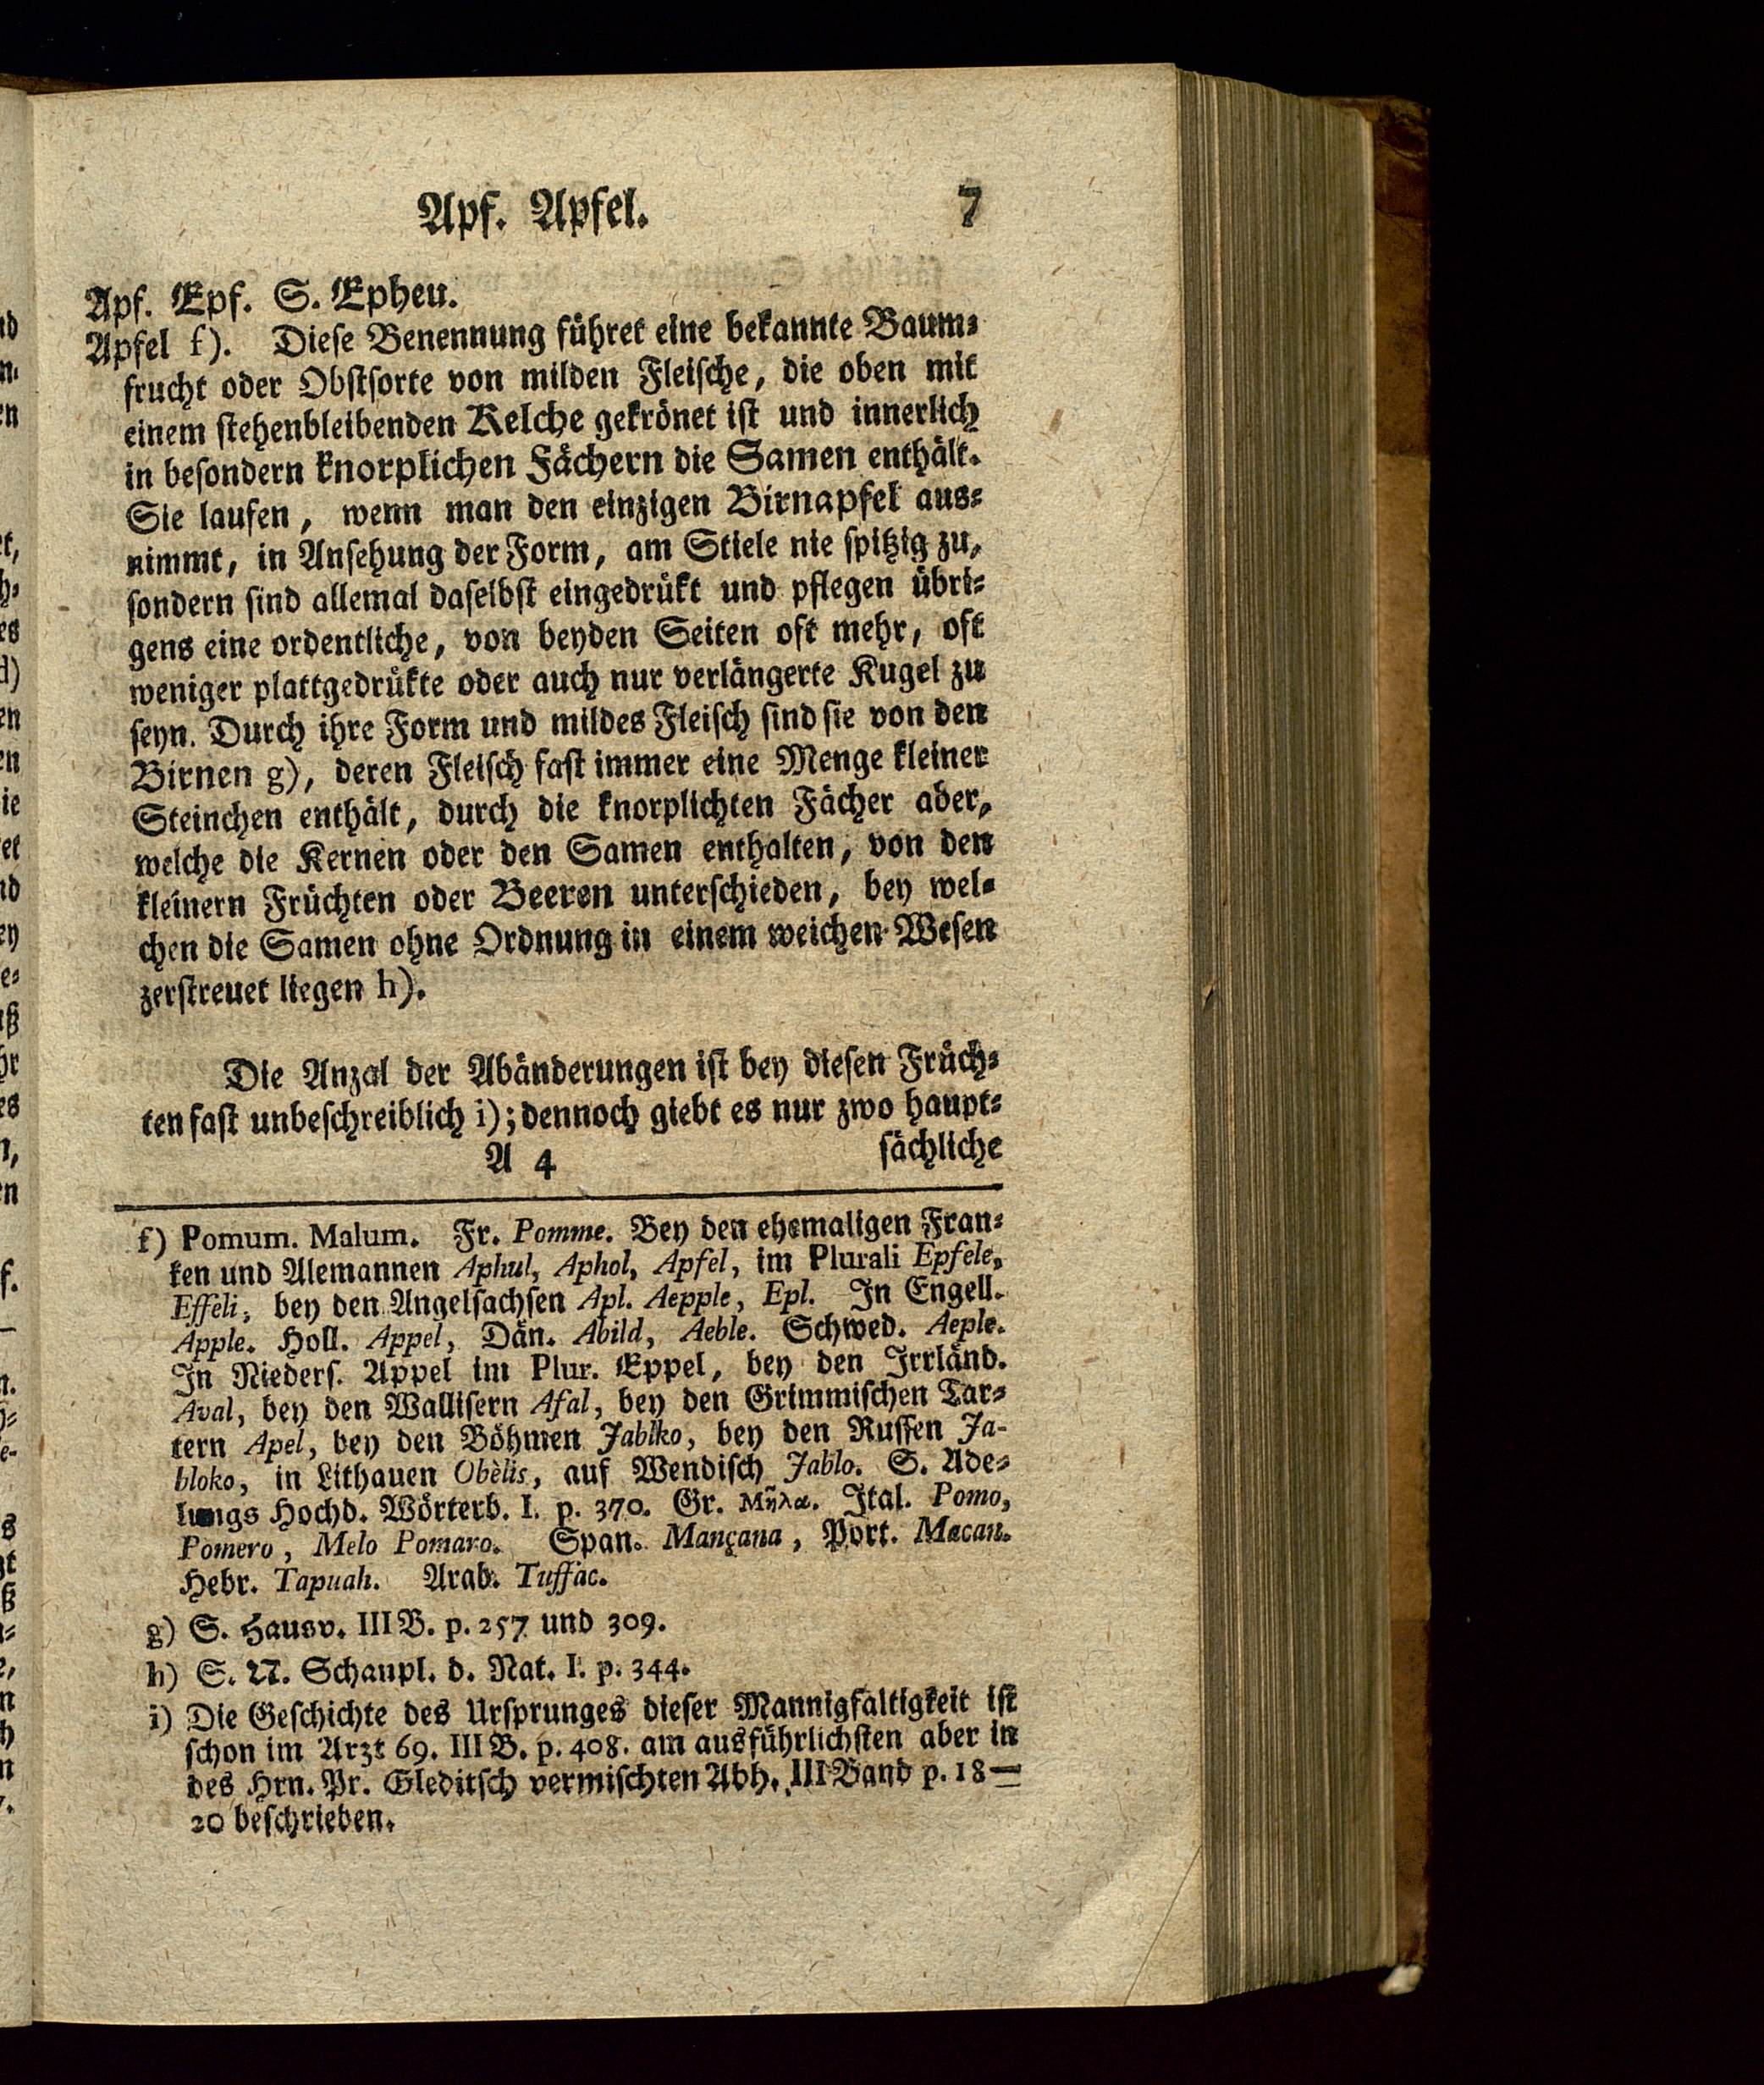 Apf. Apfel. 7
Apf. Epf. S. Epheu.
Apfel f). Diese Benennung führet eine bekannte Baum-
frucht oder Obstsorte von milden Fleische, die oben mit
einem stehenbleibenden Kelche gekrönet ist und innerlich
in besondern knorplichen Fächern die Samen enthält.
Sie laufen, wenn man den einzigen Birnapfel aus-
nimmt, in Ansehung der Form, am Stiele nie spitzig zu,
sondern sind allemal daselbst eingedrükt und pflegen übri-
gens eine ordentliche, von beyden Seiten oft mehr, oft
weniger plattgedrükte oder auch nur verlängerte Kugel zu
seyn. Durch ihre Form und mildes Fleisch sind sie von den
Birnen g), deren Fleisch fast immer eine Menge kleiner
Steinchen enthält, durch die knorplichten Fächer aber,
welche die Kernen oder den Samen enthalten, von den
kleinern Früchten oder Beeren unterschieden, bey wel-
chen die Samen ohne Ordnung in einem weichen Wesen
zerstreuet liegen h).
Die Anzal der Abänderungen ist bey diesen Früch-
ten fast unbeschreiblich i); dennoch giebt es nur zwo haupt-
A 4 sächliche
f) Pomum. Malum. Fr. Pomme. Bey den ehemaligen Fran-
ken und Alemannen Aphul, Aphol, Apfel, im Plurali Epfele,
Effeli, bey den Angelsachsen Apl. Aepple, Epl. In Engell.
Apple. Holl. Appel, Dän. Abild, Aeble. Schwed. Aeple.
In Nieders. Appel im Plur. Eppel, bey den Irrländ.
Aval, bey den Wallisern Afal, bey den Grimmischen Tar-
tern Apel, bey den Böhmen Jablko, bey den Russen Ja-
bloko, in Lithauen Obèlis, auf Wendisch Jablo. S. Ade-
lungs Hochd. Wörterb. I. p. 370. Gr. Μῆλα. Ital. Pomo,
Pomero, Melo Pomaro. Span. Mançana, Port. Macan.
Hebr. Tapuah. Arab. Tuffac.
g) S. Hausv. III B. p. 257 und 309.
h) S. N. Schaupl. d. Nat. I. p. 344.
i) Die Geschichte des Ursprunges dieser Mannigfaltigkeit ist
schon im Arzt 69. III B. p. 408. am ausführlichsten aber in
des Hrn. Pr. Gleditsch vermischten Abh. III Band p. 18—
20 beschrieben.